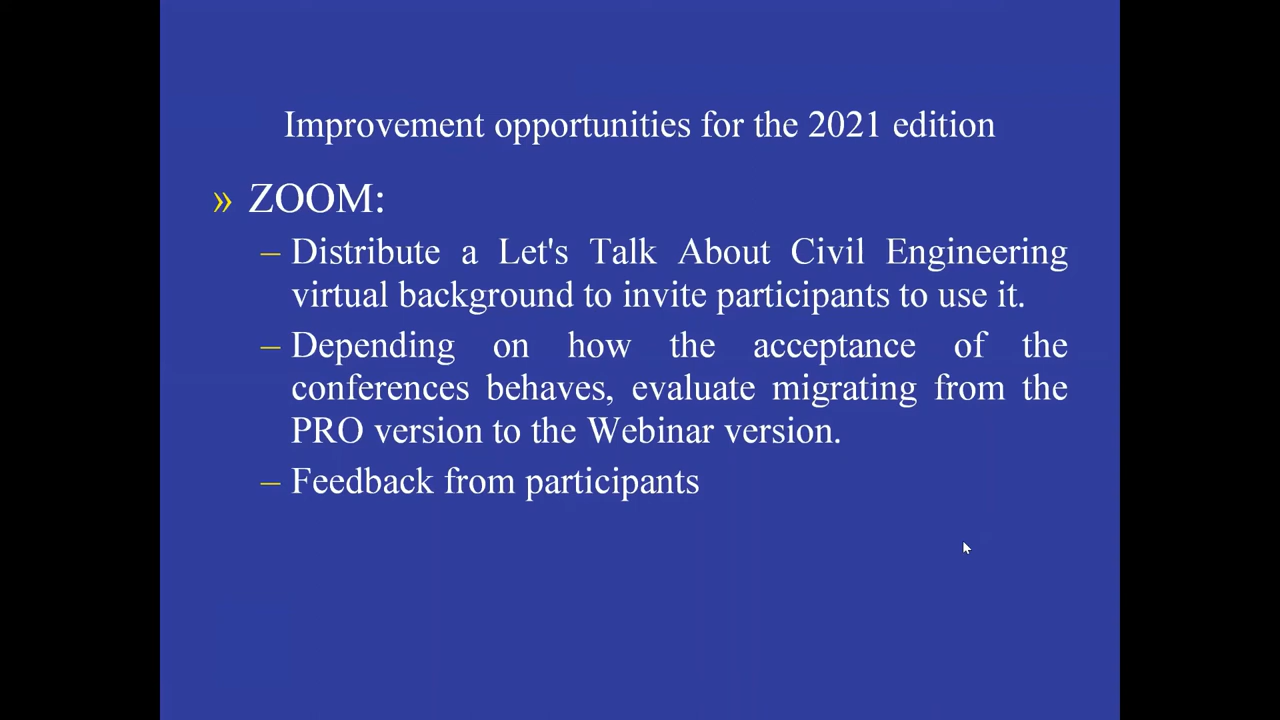 Improvement opportunities for the 2021 edition
» ZOOM:
– Distribute a Let's Talk About Civil Engineering
virtual background to invite participants to use it.
– Depending on how the acceptance of the
conferences behaves, evaluate migrating from the
PRO version to the Webinar version.
– Feedback from participants